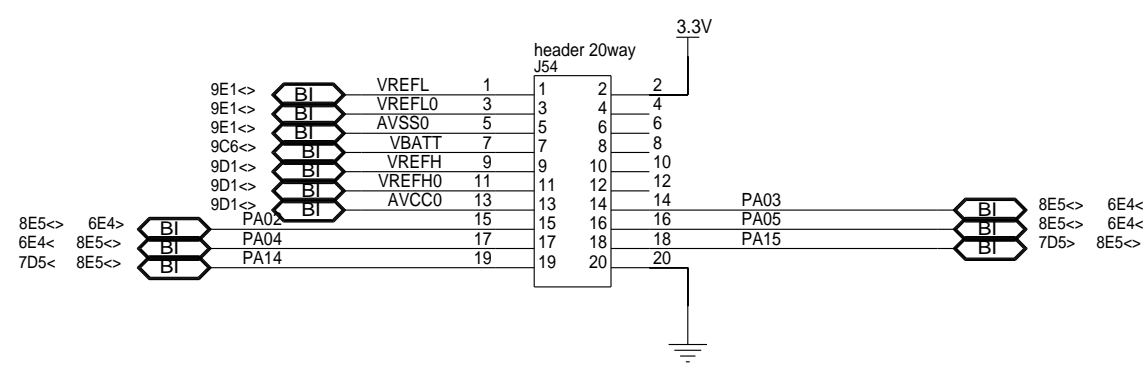 3.3V
header 20way
J54
9E1<> BI VREFL 1 1 2 2
9E1<> BI VREFL0 3 3 4 4
9E1<> BI AVSS0 5 5 6 6
9C6<> BI VBATT 7 7 8 8
9D1<> BI VREFH 9 9 10 10
9D1<> BI VREFH0 11 11 12 12
9D1<> BI AVCC0 13 13 14 14 PA03 BI 8E5<> 6E4<
8E5<> 6E4> BI PA02 15 15 16 16 PA05 BI 8E5<> 6E4<
6E4< 8E5<> BI PA04 17 17 18 18 PA15 BI 7D5> 8E5<>
7D5< 8E5<> BI PA14 19 19 20 20